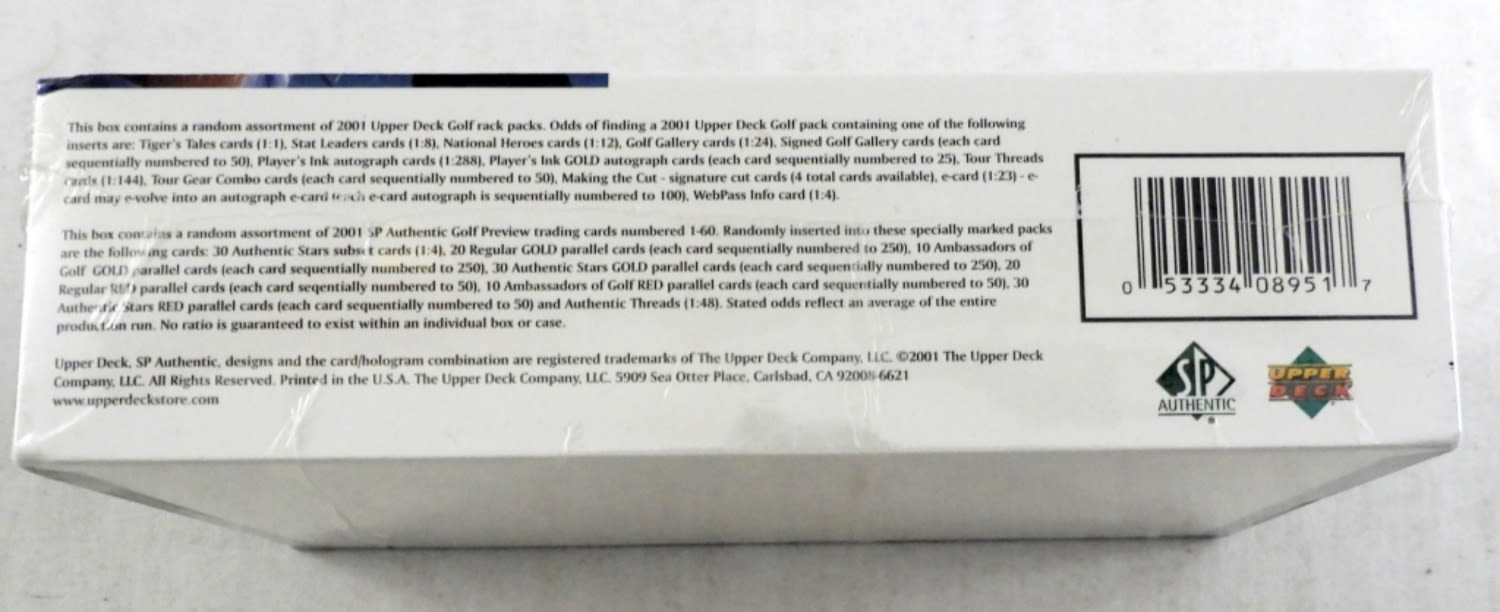 This box contains a random assortment of 2001 Upper Deck Golf rack packs. Odds of finding a 2001 Upper Deck Golf pack containing one of the following
inserts are: Tiger's Tales cards (1:1), Stat Leaders cards (1:8), National Heroes cards (1:12), Golf Gallery cards (1:24), Signed Golf Gallery cards (each card
sequentially numbered to 50), Player's Ink autograph cards (1:288), Player's Ink GOLD autograph cards (each card sequentially numbered to 25), Tour Threads
cards (1:144), Tour Gear Combo cards (each card sequentially numbered to 50), Making the Cut - signature cut cards (4 total cards available), e-card (1:23) - e-
card may e-volve into an autograph e-card (each e-card autograph is sequentially numbered to 100), WebPass Info card (1:4).
This box contains a random assortment of 2001 SP Authentic Golf Preview trading cards numbered 1-60. Randomly inserted into these specially marked packs
are the following cards: 30 Authentic Stars subset cards (1:4), 20 Regular GOLD parallel cards (each card sequentially numbered to 250), 10 Ambassadors of
Golf GOLD parallel cards (each card sequentially numbered to 250), 30 Authentic Stars GOLD parallel cards (each card sequentially numbered to 250), 20
Regular RED parallel cards (each card seqentially numbered to 50), 10 Ambassadors of Golf RED parallel cards (each card sequentially numbered to 50), 30
Authentic Stars RED parallel cards (each card sequentially numbered to 50) and Authentic Threads (1:48). Stated odds reflect an average of the entire
production run. No ratio is guaranteed to exist within an individual box or case.
Upper Deck, SP Authentic, designs and the card/hologram combination are registered trademarks of The Upper Deck Company, LLC. ©2001 The Upper Deck
Company, LLC. All Rights Reserved. Printed in the U.S.A. The Upper Deck Company, LLC. 5909 Sea Otter Place, Carlsbad, CA 92008-6621
www.upperdeckstore.com
0 53334 08951 7
SP
AUTHENTIC
UPPER
DECK